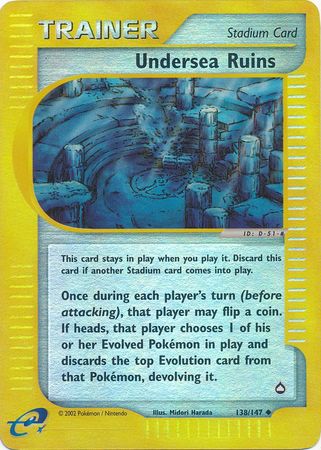 TRAINER
Stadium Card
Undersea Ruins
ID: D-51-#
This card stays in play when you play it. Discard this
card if another Stadium card comes into play.
Once during each player's turn (before
attacking), that player may flip a coin.
If heads, that player chooses 1 of his
or her Evolved Pokémon in play and
discards the top Evolution card from
that Pokémon, devolving it.
© 2002 Pokémon / Nintendo
Illus. Midori Harada
138/147 ◆